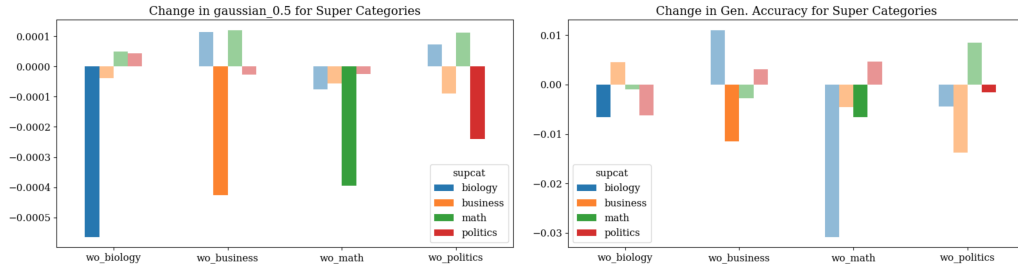 Change in gaussian_0.5 for Super Categories
0.0001
0.0000
−0.0001
−0.0002
−0.0003
−0.0004
−0.0005
supcat
biology
business
math
politics
wo_biology wo_business wo_math wo_politics
Change in Gen. Accuracy for Super Categories
0.01
0.00
−0.01
−0.02
−0.03
supcat
biology
business
math
politics
wo_biology wo_business wo_math wo_politics